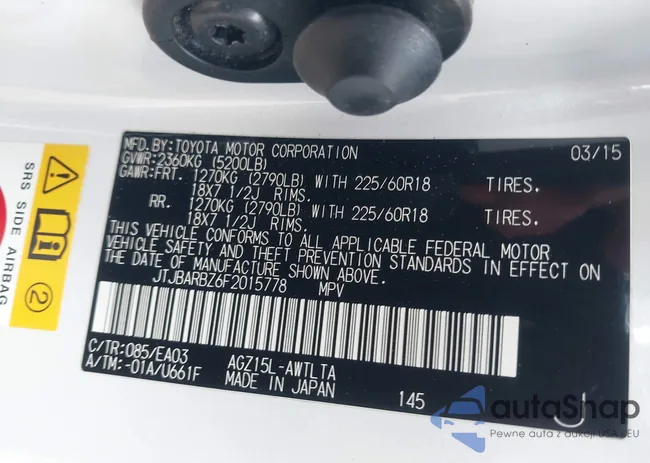 MFD.BY:TOYOTA MOTOR CORPORATION 03/15
GVWR:2360KG (5200LB)
GAWR:FRT. 1270KG (2790LB) WITH 225/60R18 TIRES.
18X7 1/2J RIMS.
RR. 1270KG (2790LB) WITH 225/60R18 TIRES.
18X7 1/2J RIMS.
THIS VEHICLE CONFORMS TO ALL APPLICABLE FEDERAL MOTOR
VEHICLE SAFETY AND THEFT PREVENTION STANDARDS IN EFFECT ON
THE DATE OF MANUFACTURE SHOWN ABOVE.
JTJBARBZ6F2015778 MPV
C/TR:085/EA03 AGZ15L-AWTLTA
A/TM:-01A/U661F MADE IN JAPAN 145 J
SRS SIDE AIRBAG
2
autaShop
Pewne auta z aukcji USA i EU